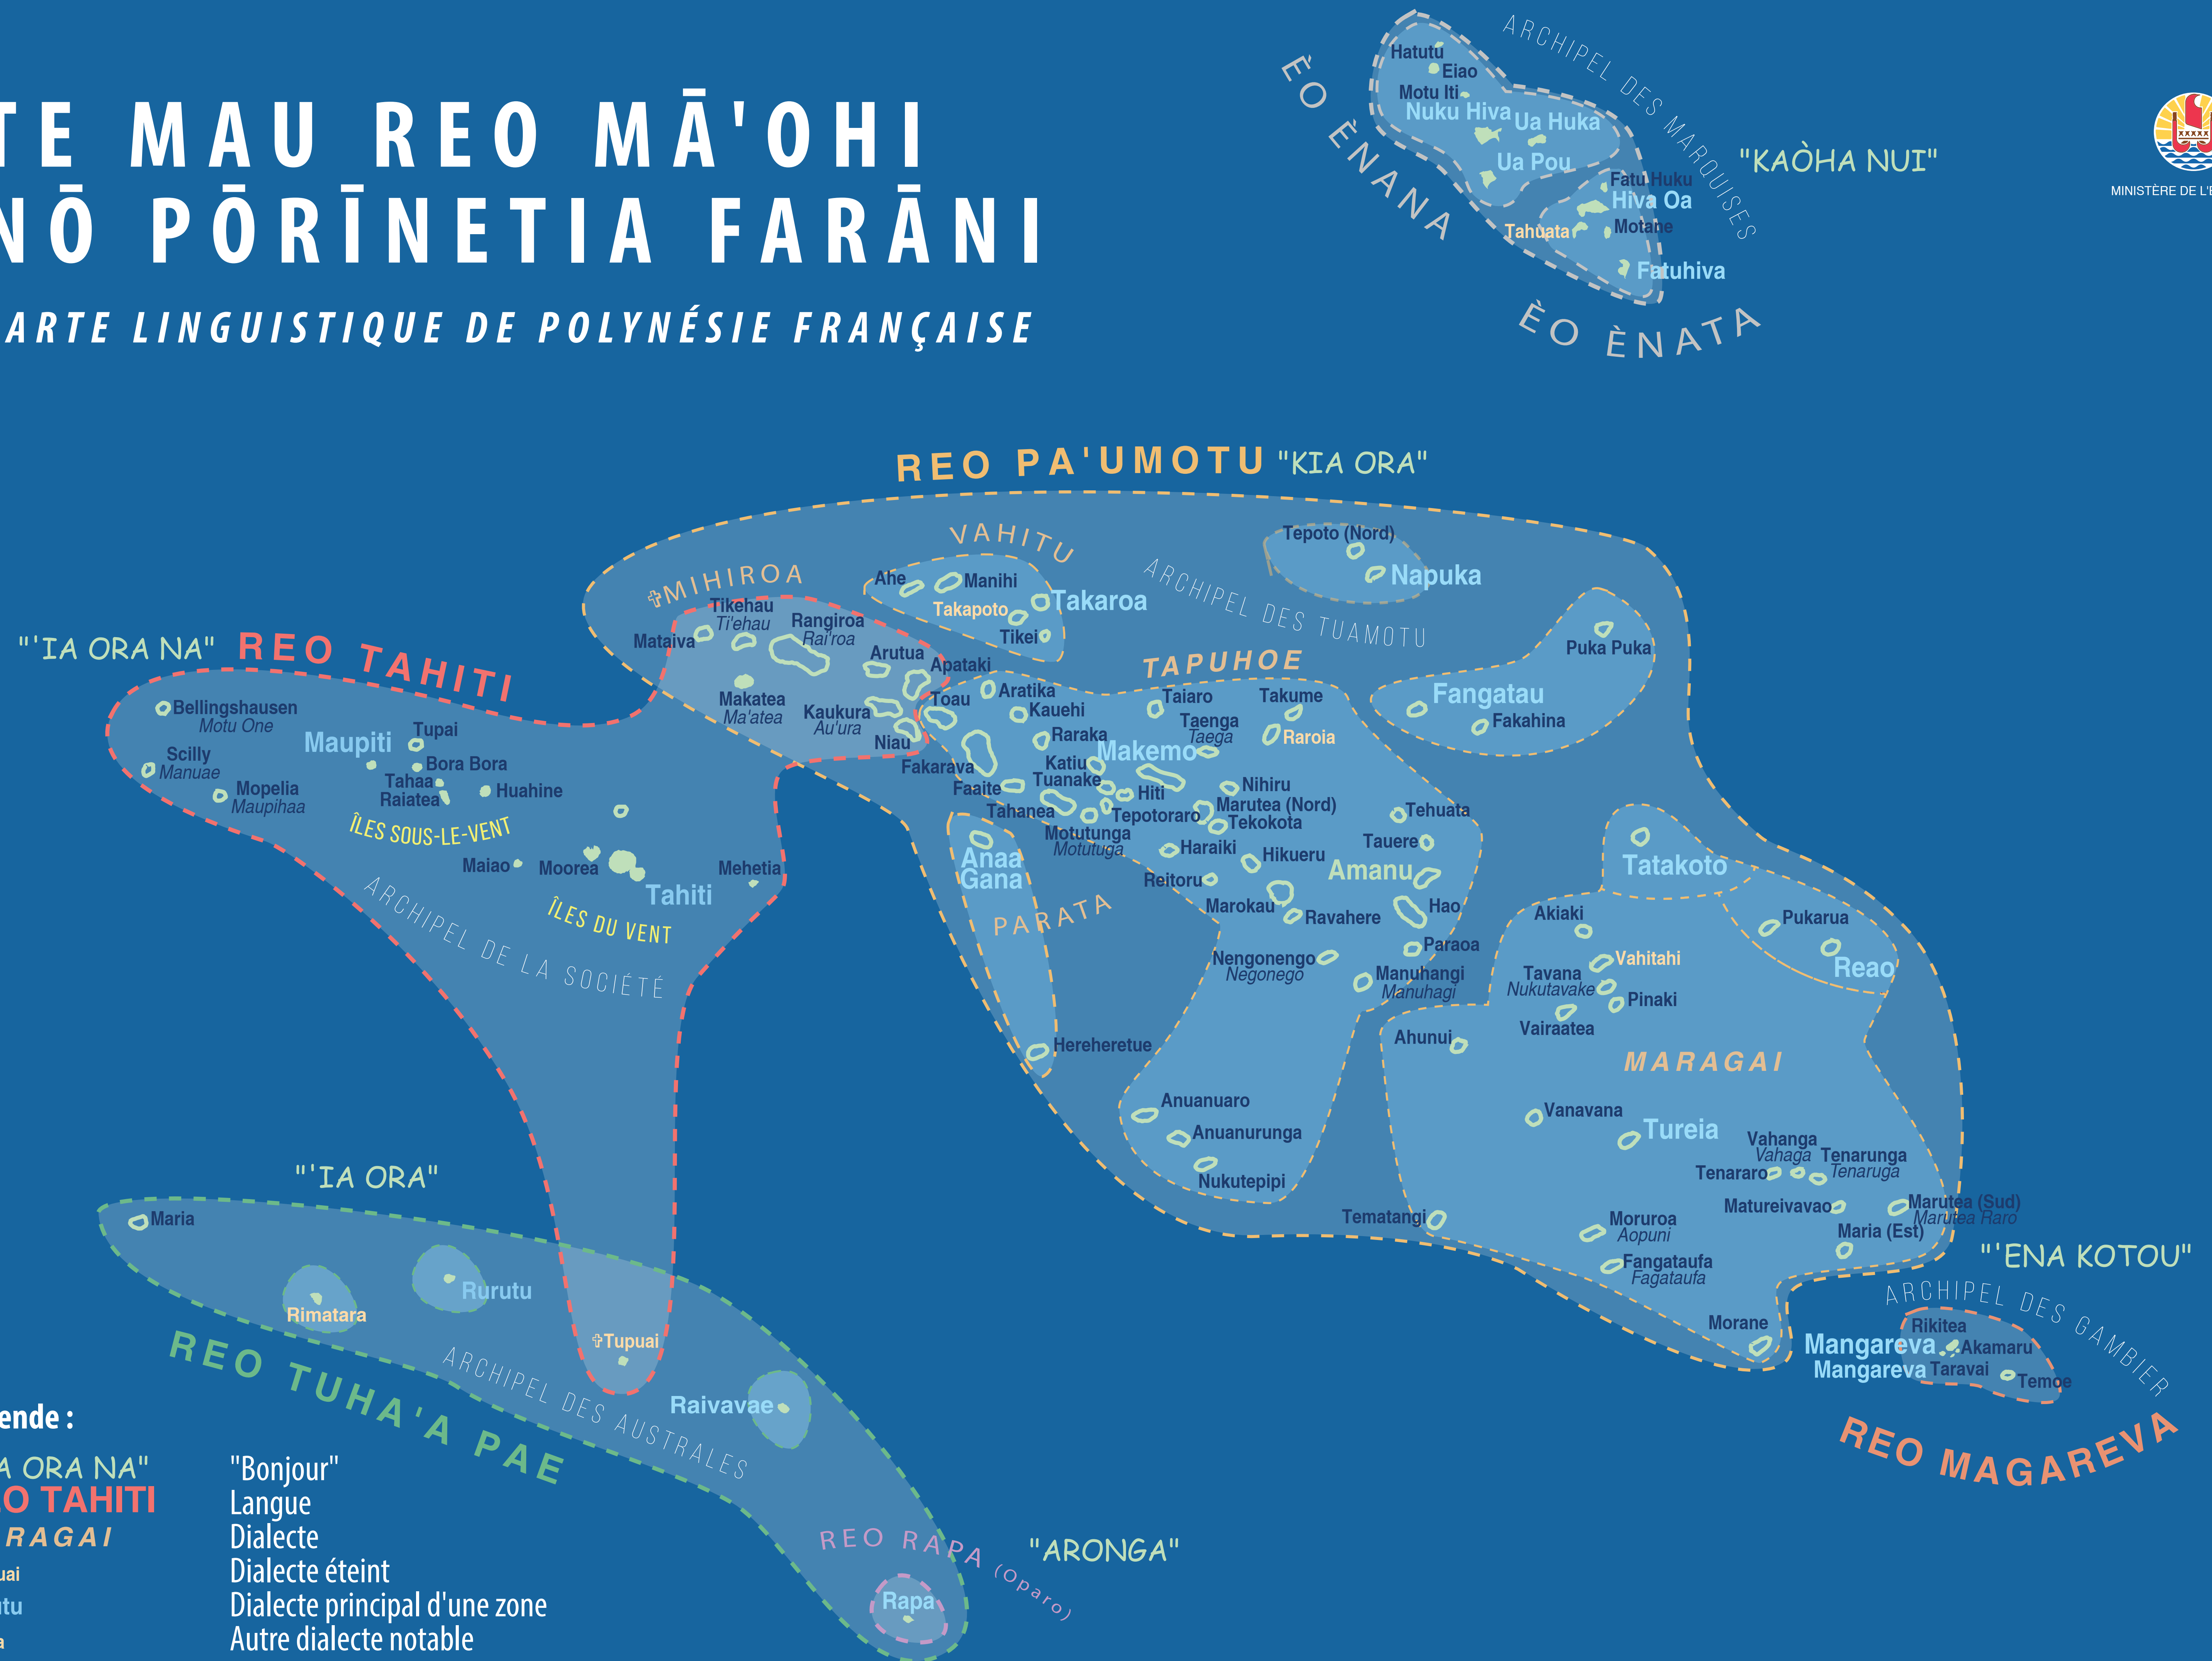 TE MAU REO MĀ'OHI
NŌ PŌRĪNETIA FARĀNI
ARTE LINGUISTIQUE DE POLYNÉSIE FRANÇAISE
MINISTÈRE DE L'E
ARCHIPEL DES MARQUISES
ÈO ÈNANA
ÈO ÈNATA
"KAÒHA NUI"
Hatutu
Eiao
Motu Iti
Nuku Hiva
Ua Huka
Ua Pou
Fatu Huku
Hiva Oa
Tahuata
Motane
Fatuhiva
REO PA'UMOTU "KIA ORA"
VAHITU
✞MIHIROA
ARCHIPEL DES TUAMOTU
TAPUHOE
Tepoto (Nord)
Napuka
Ahe
Manihi
Takapoto
Takaroa
Tikei
Tikehau
Ti'ehau
Rangiroa
Rai'roa
Mataiva
Arutua
Apataki
Makatea
Ma'atea
Kaukura
Au'ura
Niau
Toau
Aratika
Kauehi
Taiaro
Takume
Taenga
Taega
Raroia
Raraka
Makemo
Katiu
Fakarava
Tuanake
Faaite
Hiti
Nihiru
Tahanea
Tepotoraro
Marutea (Nord)
Tekokota
Motutunga
Motutuga
Haraiki
Hikueru
Tehuata
Tauere
Amanu
Reitoru
Marokau
Ravahere
Hao
Paraoa
Nengonengo
Negonego
Manuhangi
Manuhagi
Anaa
Gana
PARATA
Hereheretue
Anuanuaro
Anuanurunga
Nukutepipi
Puka Puka
Fangatau
Fakahina
Tatakoto
Pukarua
Reao
Akiaki
Vahitahi
Tavana
Nukutavake
Pinaki
Vairaatea
Ahunui
MARAGAI
Vanavana
Tureia
Vahanga
Vahaga
Tenarunga
Tenaruga
Tenararo
Matureivavao
Marutea (Sud)
Marutea Raro
Maria (Est)
Tematangi
Moruroa
Aopuni
Fangataufa
Fagataufa
Morane
"'IA ORA NA" REO TAHITI
Bellingshausen
Motu One
Scilly
Manuae
Mopelia
Maupihaa
Maupiti
Tupai
Bora Bora
Tahaa
Raiatea
Huahine
ÎLES SOUS-LE-VENT
Maiao
Moorea
Mehetia
Tahiti
ÎLES DU VENT
ARCHIPEL DE LA SOCIÉTÉ
"'IA ORA"
Maria
Rimatara
Rurutu
✞Tupuai
Raivavae
REO TUHA'A PAE
ARCHIPEL DES AUSTRALES
REO RAPA (Oparo)
"ARONGA"
Rapa
"'ENA KOTOU"
ARCHIPEL DES GAMBIER
Rikitea
Mangareva
Akamaru
Mangareva
Taravai
Temoe
REO MAGAREVA
ende :
A ORA NA" "Bonjour"
O TAHITI Langue
RAGAI Dialecte
uai Dialecte éteint
utu Dialecte principal d'une zone
a Autre dialecte notable